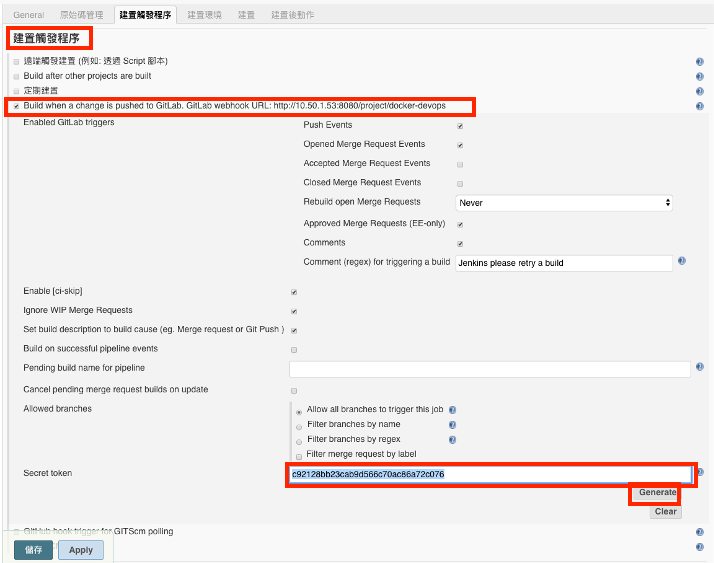 General 原始碼管理 建置觸發程序 建置環境 建置 建置後動作
建置觸發程序
遠端觸發建置 (例如: 透過 Script 腳本)
Build after other projects are built
定期建置
Build when a change is pushed to GitLab. GitLab webhook URL: http://10.50.1.53:8080/project/docker-devops
Enabled GitLab triggers
Push Events
Opened Merge Request Events
Accepted Merge Request Events
Closed Merge Request Events
Rebuild open Merge Requests Never
Approved Merge Requests (EE-only)
Comments
Comment (regex) for triggering a build Jenkins please retry a build
Enable [ci-skip]
Ignore WIP Merge Requests
Set build description to build cause (eg. Merge request or Git Push )
Build on successful pipeline events
Pending build name for pipeline
Cancel pending merge request builds on update
Allowed branches
Allow all branches to trigger this job
Filter branches by name
Filter branches by regex
Filter merge request by label
Secret token c92128bb23cab9d566c70ac86a72c076
Generate
Clear
GitHub hook trigger for GITScm polling
儲存 Apply